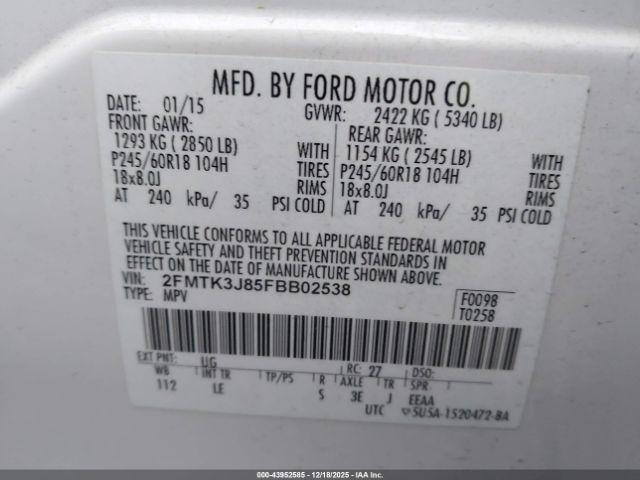 MFD. BY FORD MOTOR CO.
DATE: 01/15 GVWR: 2422 KG ( 5340 LB)
FRONT GAWR: REAR GAWR:
1293 KG ( 2850 LB) WITH 1154 KG ( 2545 LB) WITH
P245/60R18 104H TIRES P245/60R18 104H TIRES
18x8.0J RIMS 18x8.0J RIMS
AT 240 kPa/ 35 PSI COLD AT 240 kPa/ 35 PSI COLD
THIS VEHICLE CONFORMS TO ALL APPLICABLE FEDERAL MOTOR
VEHICLE SAFETY AND THEFT PREVENTION STANDARDS IN
EFFECT ON THE DATE OF MANUFACTURE SHOWN ABOVE.
VIN: 2FMTK3J85FBB02538 F0098
TYPE: MPV T0258
EXT PNT: UG RC: 27 DSO:
WB INT TR TP/PS R AXLE TR SPR
112 LE S 3E J EEAA
UTC 5U5A-1520472-BA
000-43952585 - 12/18/2025 - IAAI.COM